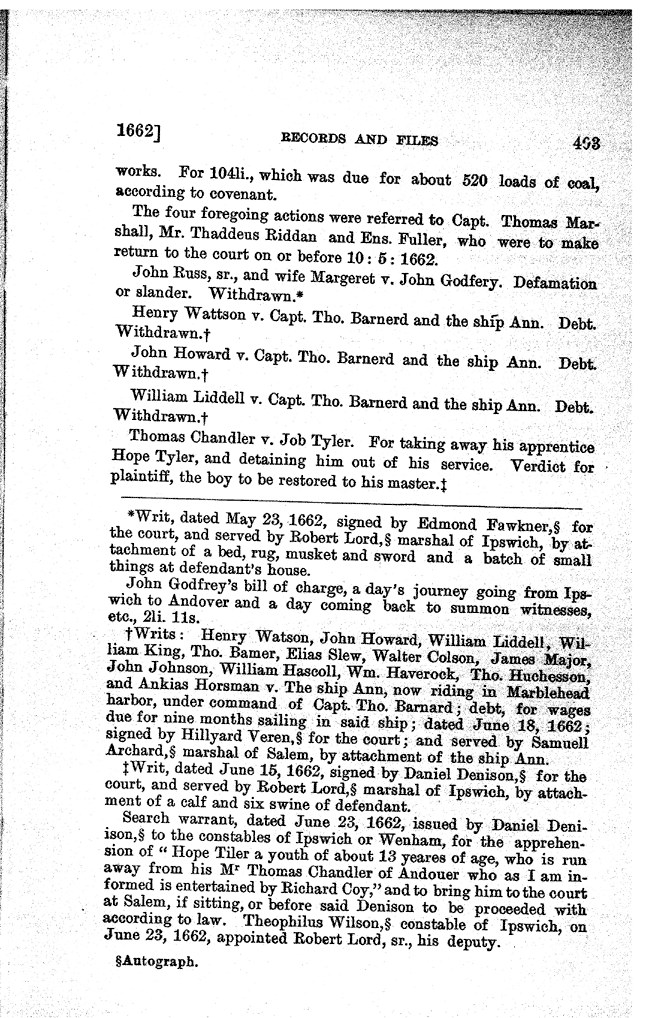 1662]
RECORDS AND FILES
403
works. For 104li., which was due for about 520 loads of coal,
according to covenant.
The four foregoing actions were referred to Capt. Thomas Mar-
shall, Mr. Thaddeus Riddan and Ens. Fuller, who were to make
return to the court on or before 10 : 5 : 1662.
John Russ, sr., and wife Margeret v. John Godfery. Defamation
or slander. Withdrawn.*
Henry Wattson v. Capt. Tho. Barnerd and the ship Ann. Debt.
Withdrawn.†
John Howard v. Capt. Tho. Barnerd and the ship Ann. Debt.
Withdrawn.†
William Liddell v. Capt. Tho. Barnerd and the ship Ann. Debt.
Withdrawn.†
Thomas Chandler v. Job Tyler. For taking away his apprentice
Hope Tyler, and detaining him out of his service. Verdict for
plaintiff, the boy to be restored to his master.‡
*Writ, dated May 23, 1662, signed by Edmond Fawkner,§ for
the court, and served by Robert Lord,§ marshal of Ipswich, by at-
tachment of a bed, rug, musket and sword and a batch of small
things at defendant's house.
John Godfrey's bill of charge, a day's journey going from Ips-
wich to Andover and a day coming back to summon witnesses,
etc., 2li. 11s.
†Writs: Henry Watson, John Howard, William Liddell, Wil-
liam King, Tho. Bamer, Elias Slew, Walter Colson, James Major,
John Johnson, William Hascoll, Wm. Haverock, Tho. Huchesson,
and Ankias Horsman v. The ship Ann, now riding in Marblehead
harbor, under command of Capt. Tho. Barnard; debt, for wages
due for nine months sailing in said ship; dated June 18, 1662;
signed by Hillyard Veren,§ for the court; and served by Samuell
Archard,§ marshal of Salem, by attachment of the ship Ann.
‡Writ, dated June 15, 1662, signed by Daniel Denison,§ for the
court, and served by Robert Lord,§ marshal of Ipswich, by attach-
ment of a calf and six swine of defendant.
Search warrant, dated June 23, 1662, issued by Daniel Deni-
ison,§ to the constables of Ipswich or Wenham, for the apprehen-
sion of " Hope Tiler a youth of about 13 yeares of age, who is run
away from his Mr Thomas Chandler of Andouer who as I am in-
formed is entertained by Richard Coy," and to bring him to the court
at Salem, if sitting, or before said Denison to be proceeded with
according to law. Theophilus Wilson,§ constable of Ipswich, on
June 23, 1662, appointed Robert Lord, sr., his deputy.
§Autograph.